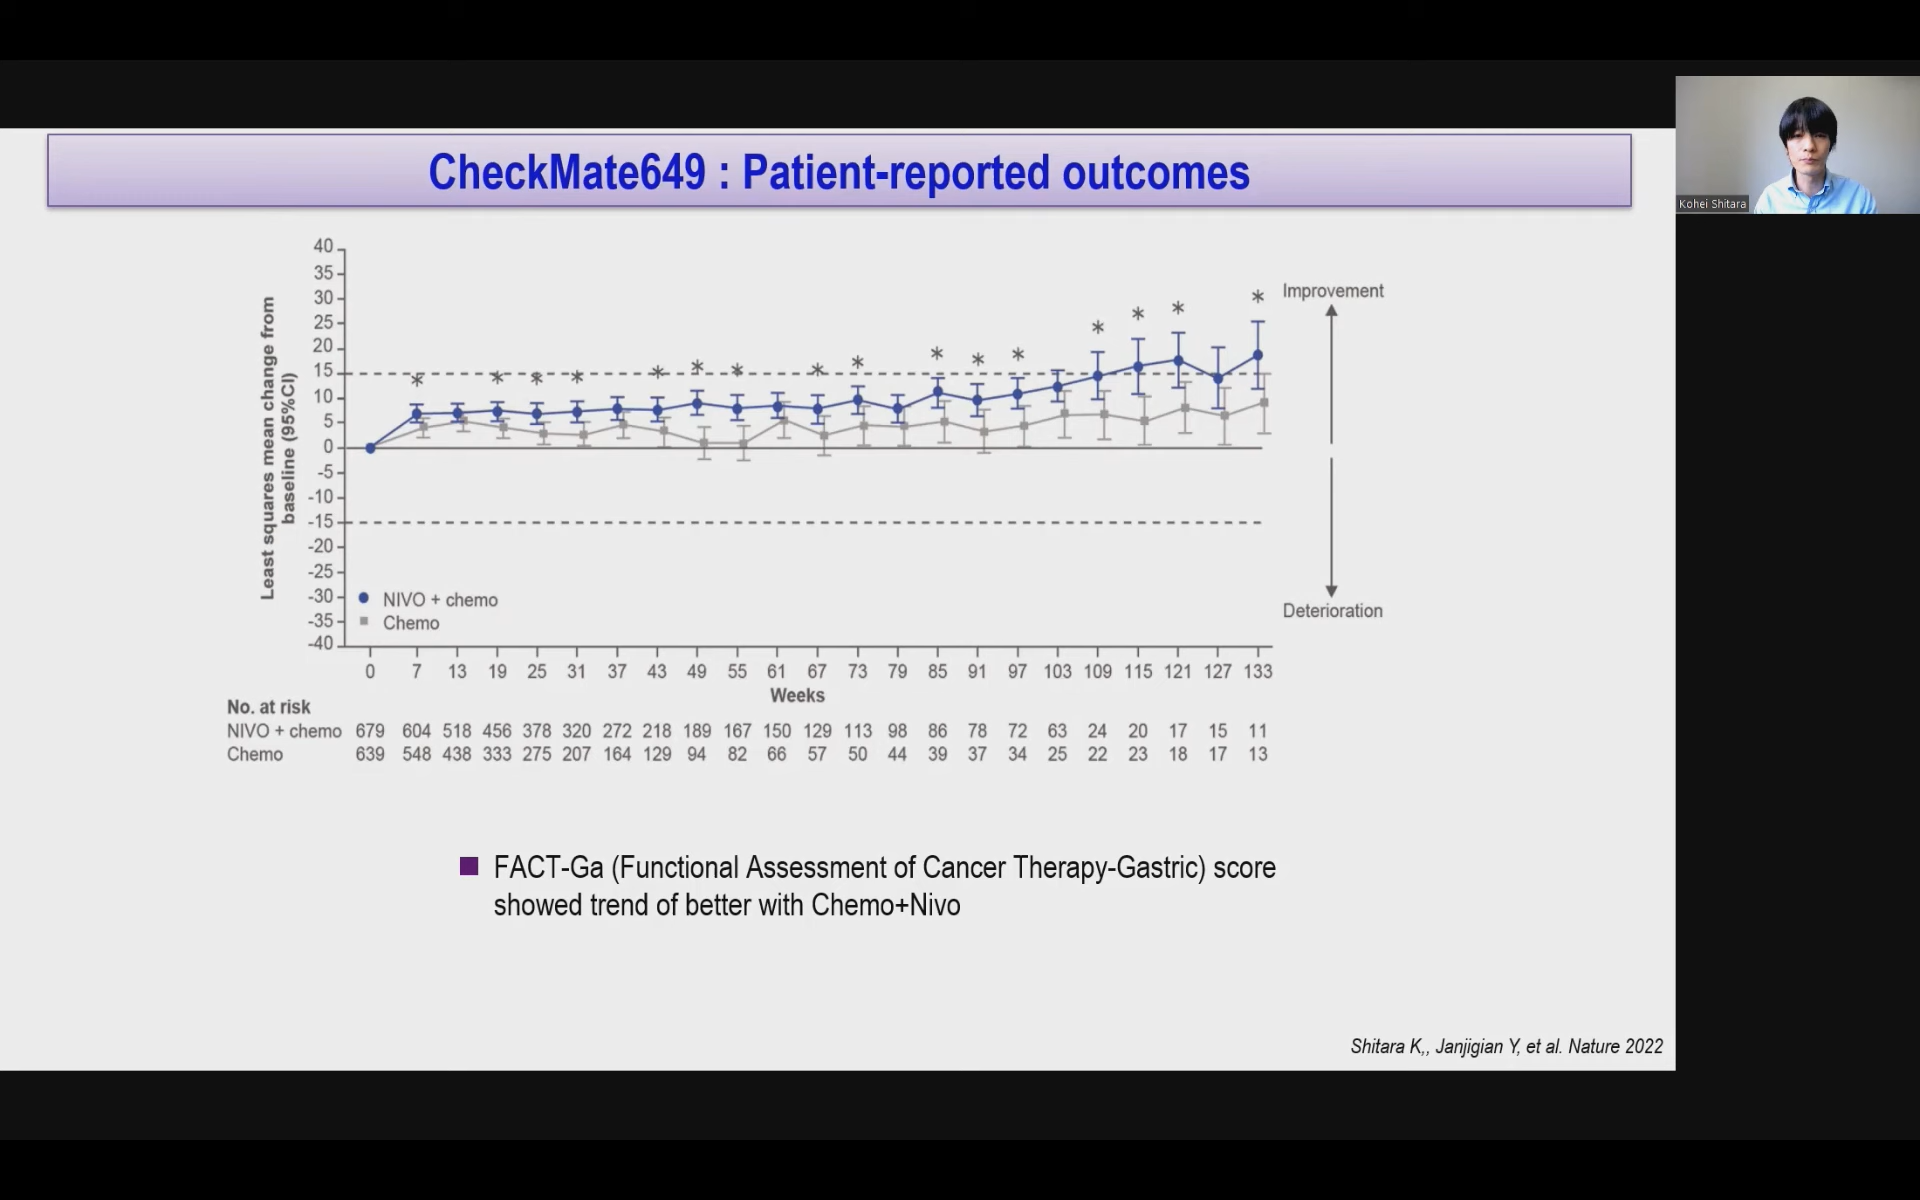 CheckMate649 : Patient-reported outcomes
Kohei Shitara
Least squares mean change from
baseline (95%CI)
40
35
30
25
20
15
10
5
0
-5
-10
-15
-20
-25
-30
-35
-40
* * * * * * * * * * * * * * * *
Improvement
Deterioration
NIVO + chemo
Chemo
0 7 13 19 25 31 37 43 49 55 61 67 73 79 85 91 97 103 109 115 121 127 133
Weeks
No. at risk
NIVO + chemo 679 604 518 456 378 320 272 218 189 167 150 129 113 98 86 78 72 63 24 20 17 15 11
Chemo 639 548 438 333 275 207 164 129 94 82 66 57 50 44 39 37 34 25 22 23 18 17 13
FACT-Ga (Functional Assessment of Cancer Therapy-Gastric) score
showed trend of better with Chemo+Nivo
Shitara K,, Janjigian Y, et al. Nature 2022